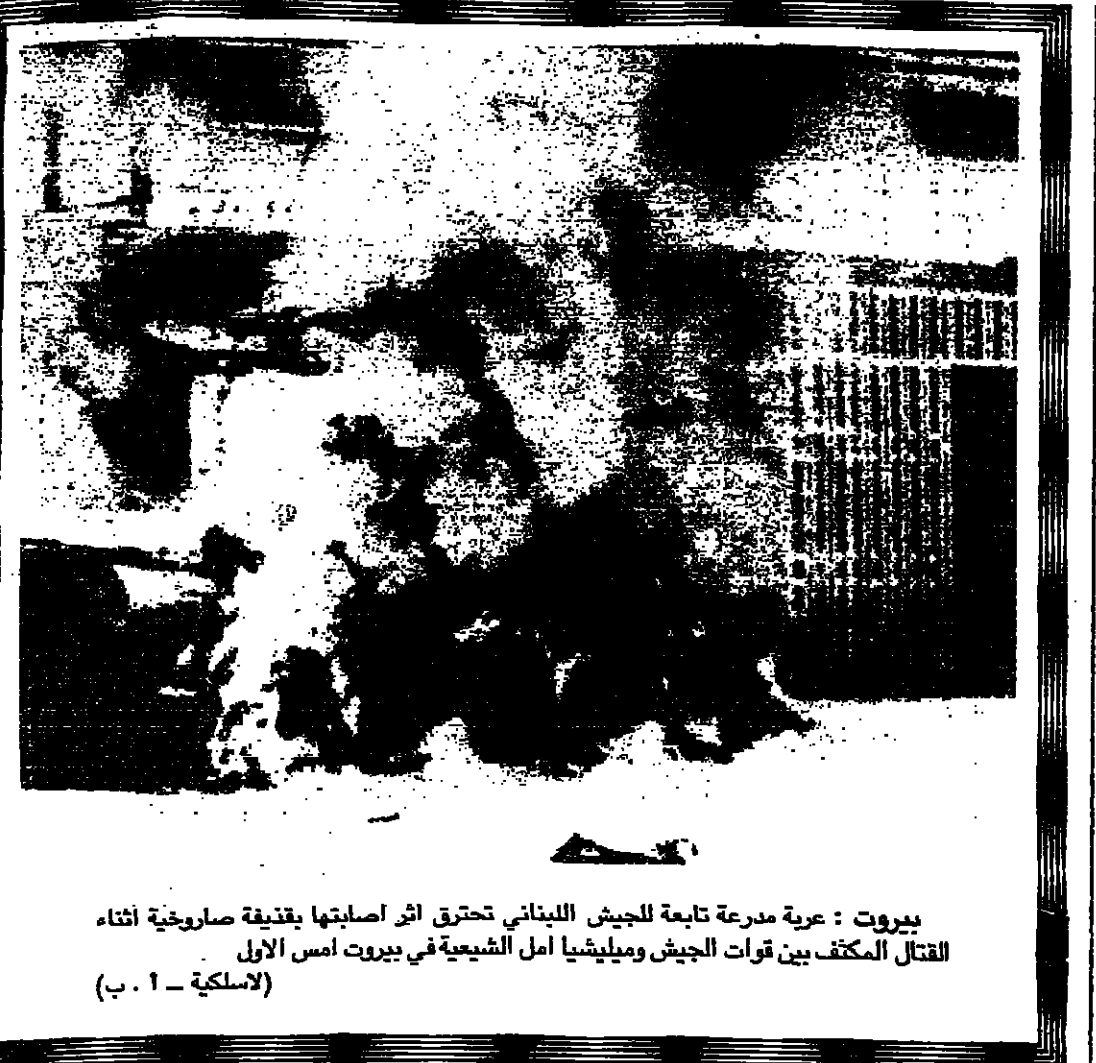 بيروت : عربة مدرعة تابعة للجيش اللبناني تحترق اثر اصابتها بقذيفة صاروخية أثناء
القتال المكثف بين قوات الجيش وميليشيا امل الشيعية في بيروت امس الاول
(لاسلكية – أ . ب)